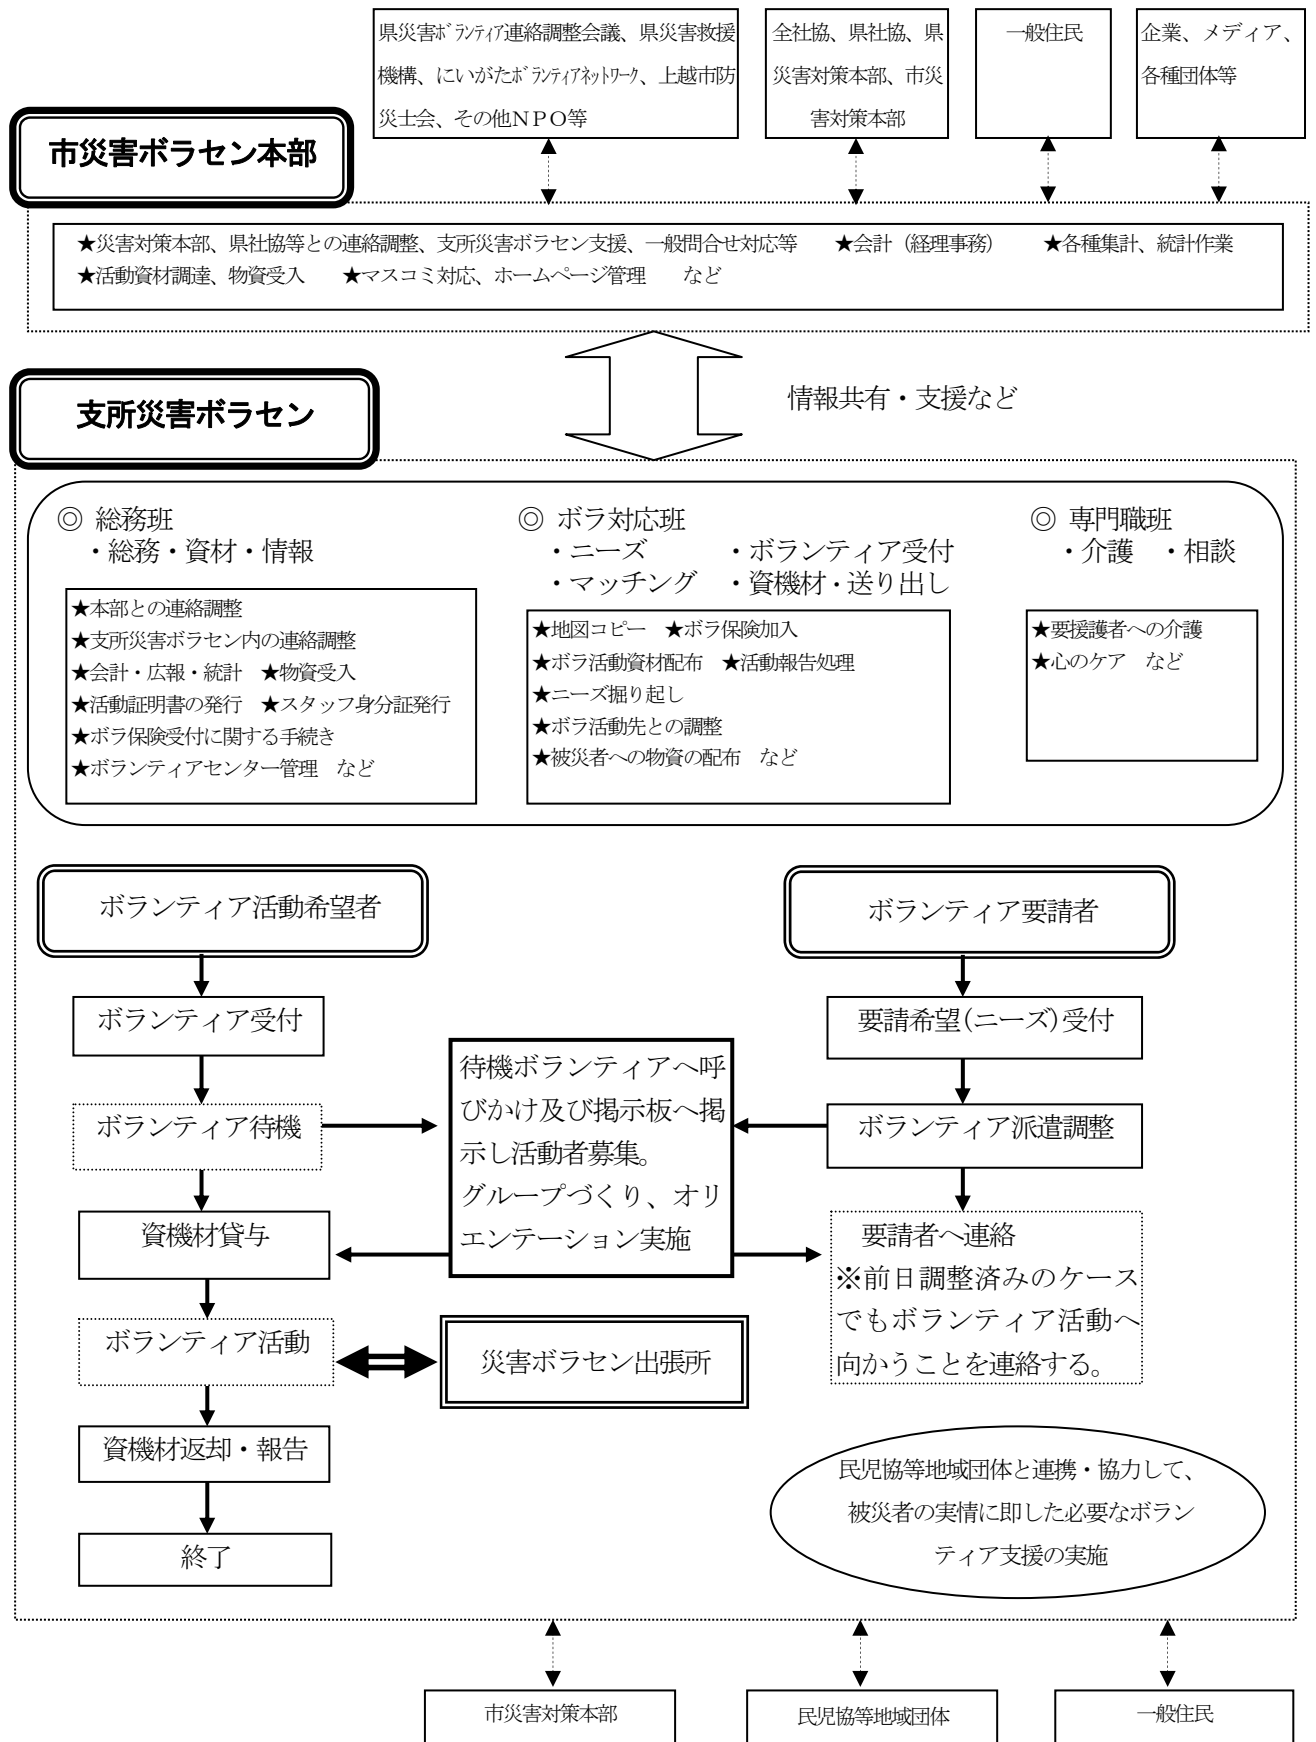 県災害ﾎﾞﾗﾝﾃｨｱ連絡調整会議、県災害救援
機構、にいがたﾎﾞﾗﾝﾃｨｱﾈｯﾄﾜｰｸ、上越市防
災士会、その他ＮＰＯ等
全社協、県社協、県
災害対策本部、市災
害対策本部
一般住民
企業、メディア、
各種団体等
市災害ボラセン本部
★災害対策本部、県社協等との連絡調整、支所災害ボラセン支援、一般問合せ対応等　★会計（経理事務）　★各種集計、統計作業
★活動資材調達、物資受入　★マスコミ対応、ホームページ管理　など
情報共有・支援など
支所災害ボラセン
◎ 総務班
・総務・資材・情報
★本部との連絡調整
★支所災害ボラセン内の連絡調整
★会計・広報・統計　★物資受入
★活動証明書の発行　★スタッフ身分証発行
★ボラ保険受付に関する手続き
★ボランティアセンター管理　など
◎ ボラ対応班
・ニーズ　・ボランティア受付
・マッチング　・資機材・送り出し
★地図コピー　★ボラ保険加入
★ボラ活動資材配布　★活動報告処理
★ニーズ掘り起し
★ボラ活動先との調整
★被災者への物資の配布　など
◎ 専門職班
・介護　・相談
★要援護者への介護
★心のケア　など
ボランティア活動希望者
ボランティア受付
ボランティア待機
資機材貸与
ボランティア活動
資機材返却・報告
終了
待機ボランティアへ呼
びかけ及び掲示板へ掲
示し活動者募集。
グループづくり、オリ
エンテーション実施
災害ボラセン出張所
ボランティア要請者
要請希望(ニーズ)受付
ボランティア派遣調整
要請者へ連絡
※前日調整済みのケース
でもボランティア活動へ
向かうことを連絡する。
民児協等地域団体と連携・協力して、
被災者の実情に即した必要なボラン
ティア支援の実施
市災害対策本部
民児協等地域団体
一般住民